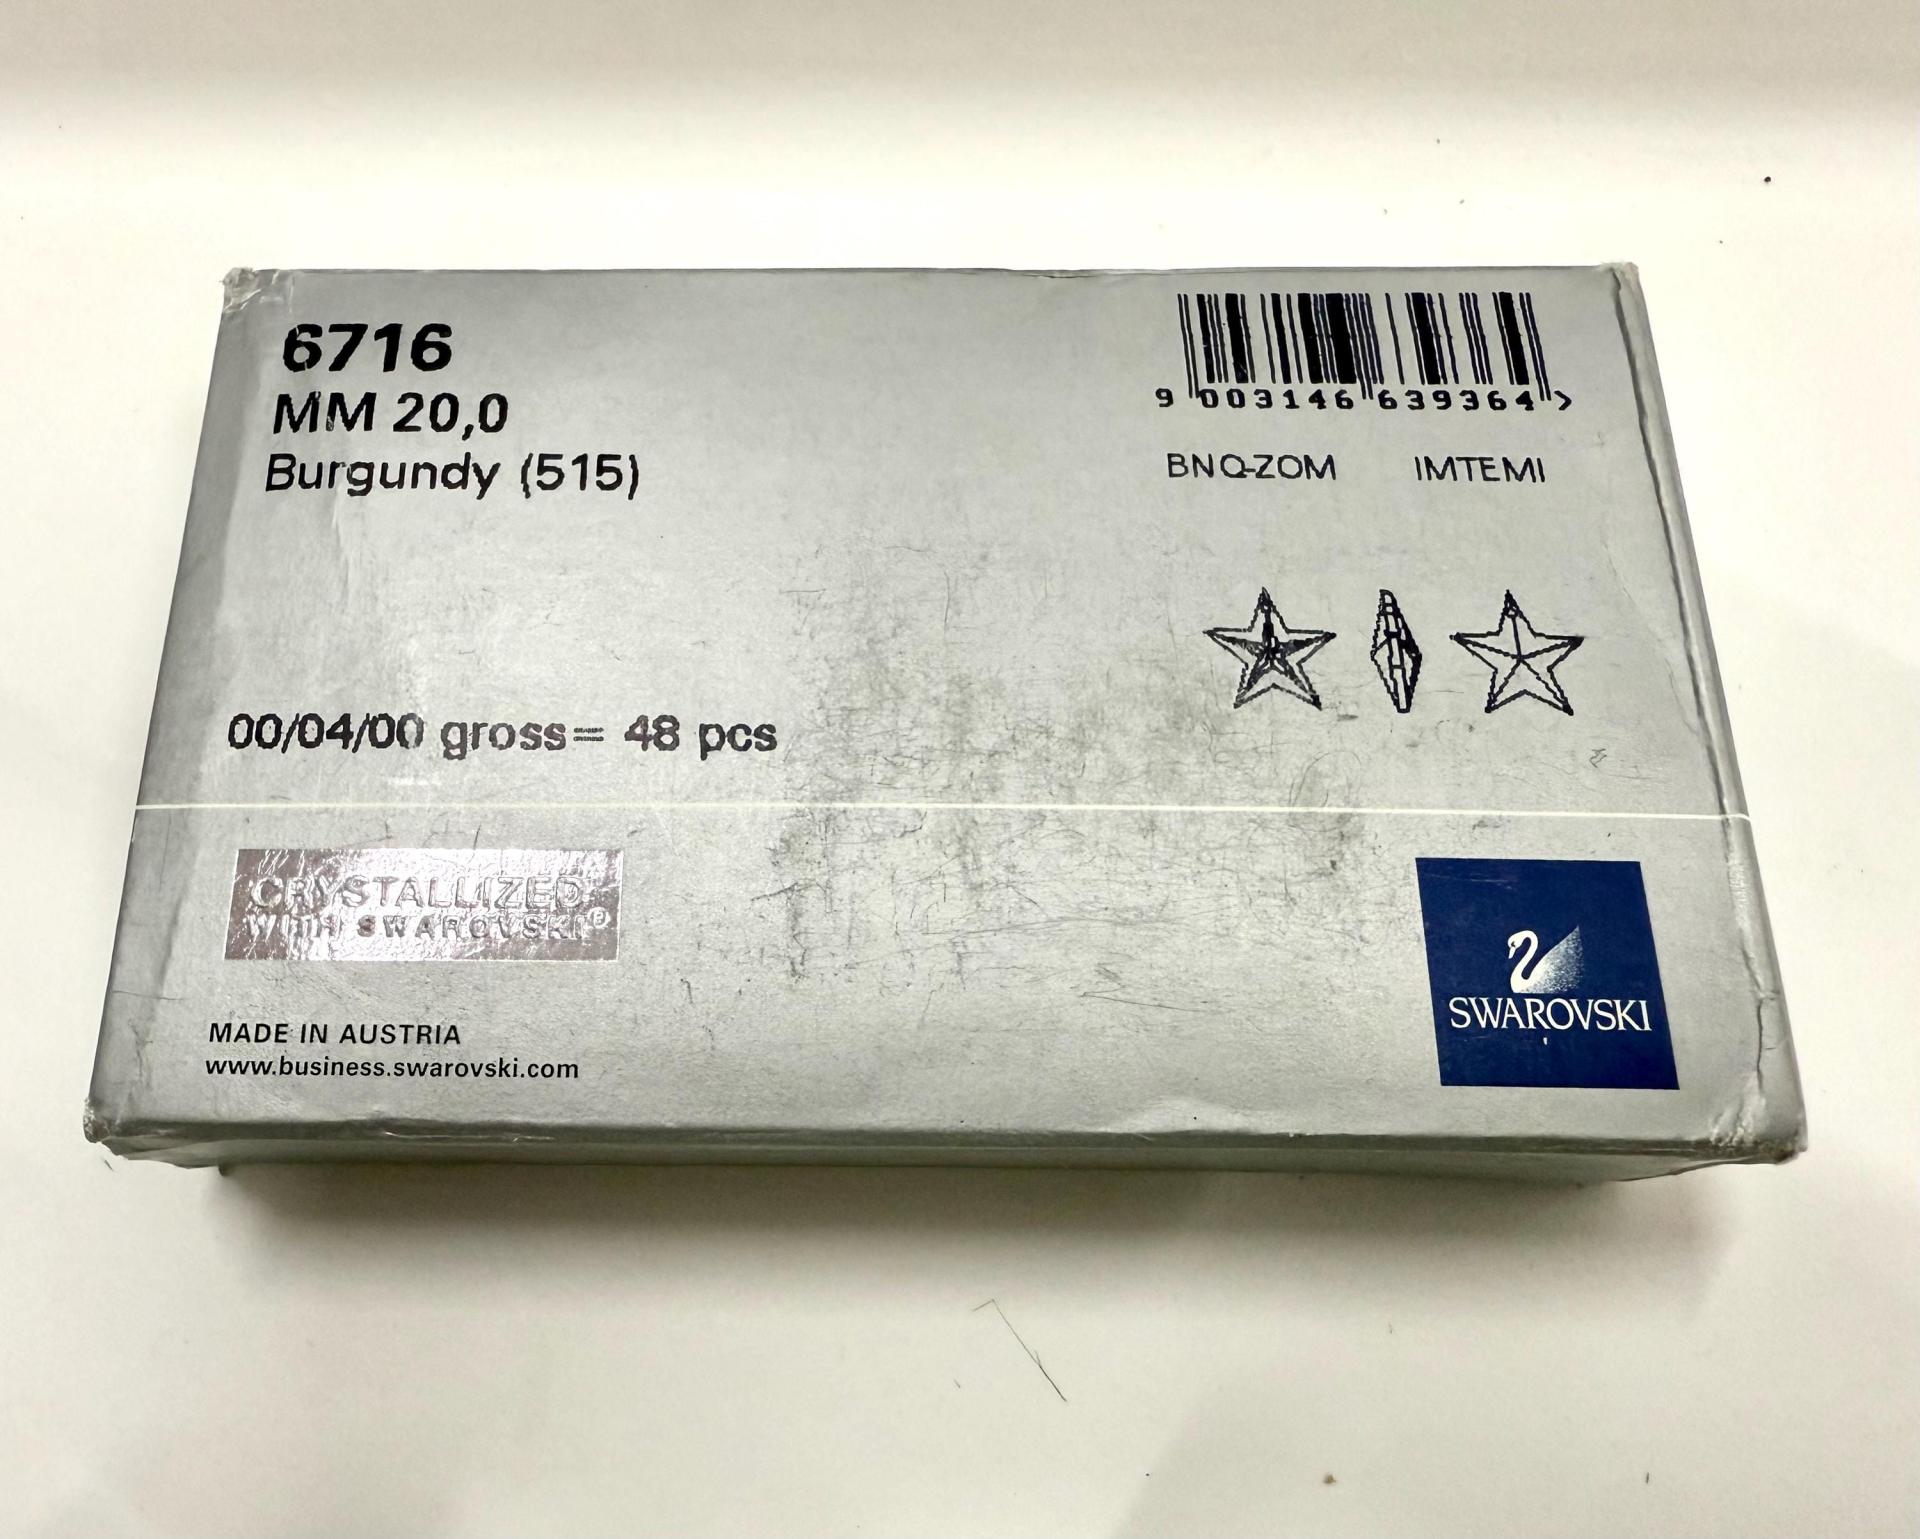 6716
MM 20,0
Burgundy (515)
9 003146 639364 >
BNQ-ZOM IMTEMI
00/04/00 gross= 48 pcs
CRYSTALLIZED
WITH SWAROVSKI®
MADE IN AUSTRIA
www.business.swarovski.com
SWAROVSKI